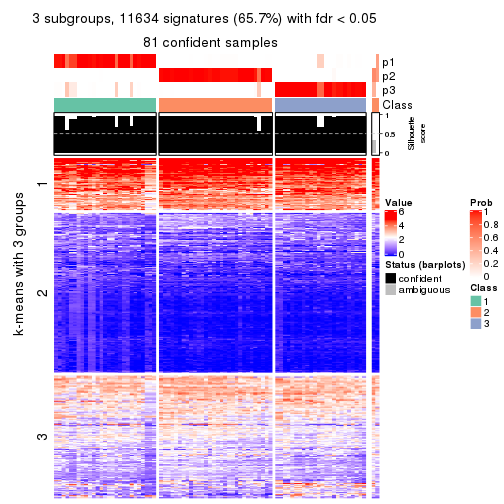 3 subgroups, 11634 signatures (65.7%) with fdr < 0.05
81 confident samples
p1
p2
p3
Class
1
0.5
0
Silhouette
score
k-means with 3 groups
1
2
3
Value
6
4
2
0
Status (barplots)
confident
ambiguous
Prob
1
0.8
0.6
0.4
0.2
0
Class
1
2
3